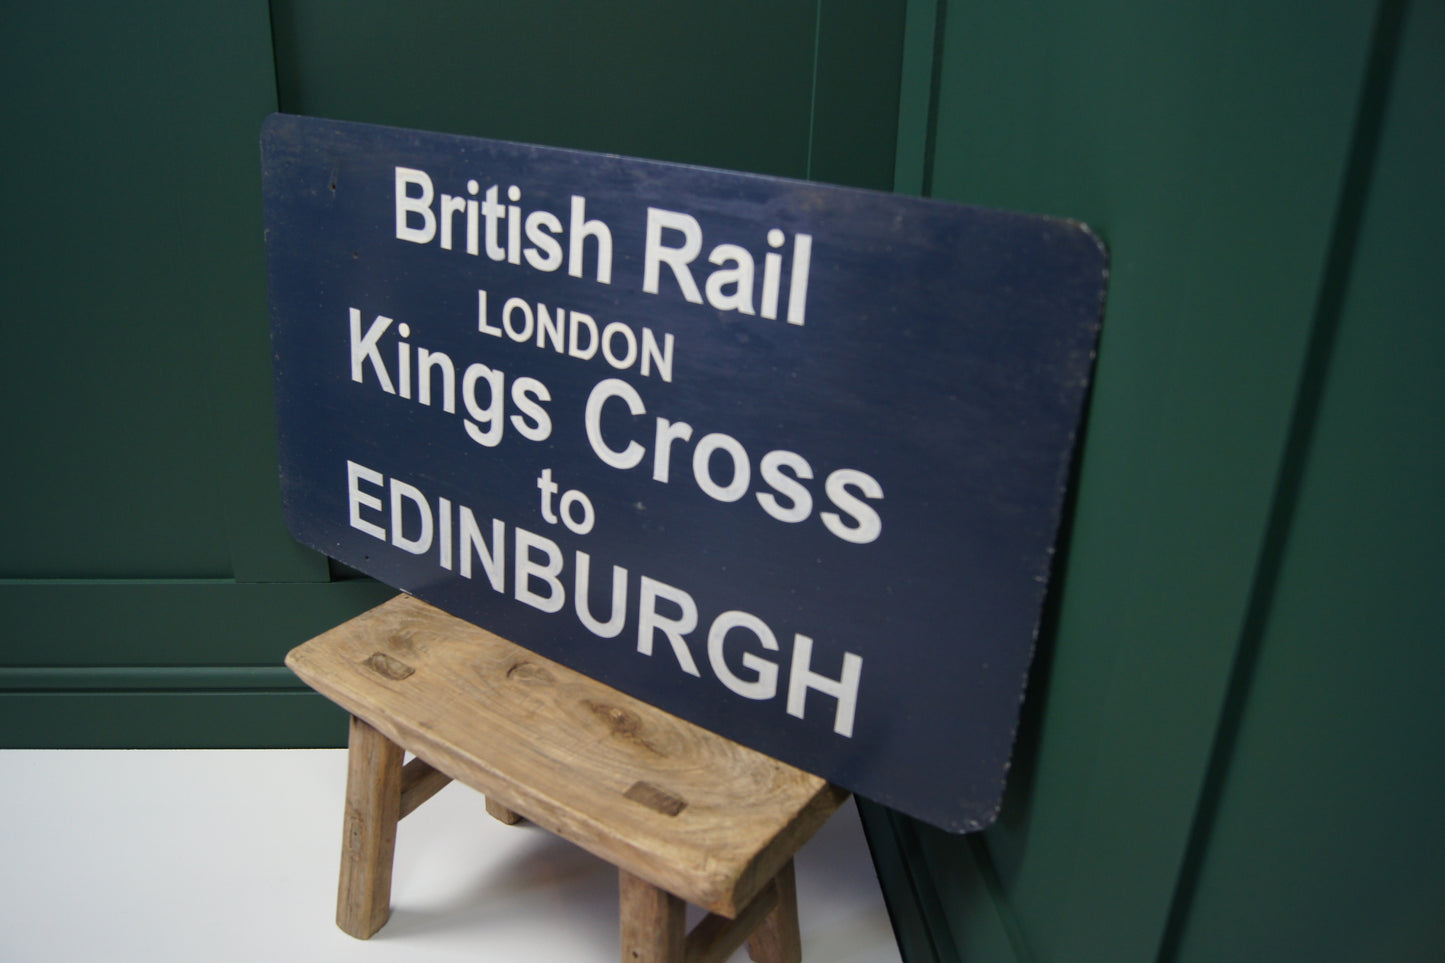 British Rail
LONDON
Kings Cross
to
EDINBURGH